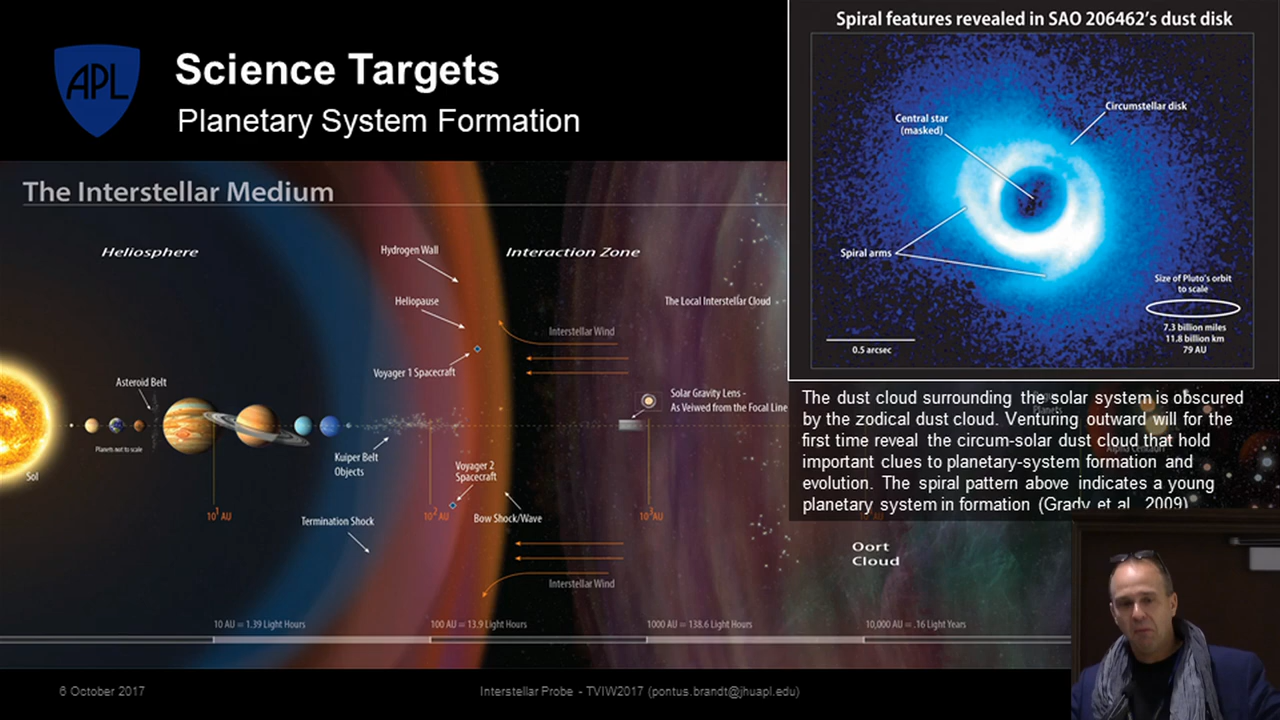 APL
Science Targets
Planetary System Formation
The Interstellar Medium
Heliosphere
Hydrogen Wall
Interaction Zone
Heliopause
The Local Interstellar Cloud
Interstellar Wind
Voyager 1 Spacecraft
Asteroid Belt
Solar Gravity Lens -
As Veiwed from the Focal Line
Planets not to scale
Kuiper Belt
Objects
Sol
Voyager 2
Spacecraft
10¹ AU
10² AU
10³ AU
Termination Shock
Bow Shock/Wave
Interstellar Wind
Oort
Cloud
10 AU = 1.39 Light Hours
100 AU = 13.9 Light Hours
1000 AU = 138.6 Light Hours
10,000 AU = .16 Light Years
Spiral features revealed in SAO 206462's dust disk
Circumstellar disk
Central star
(masked)
Spiral arms
Size of Pluto's orbit
to scale
7.3 billion miles
11.8 billion km
79 AU
0.5 arcsec
The dust cloud surrounding the solar system is obscured
by the zodical dust cloud. Venturing outward will for the
first time reveal the circum-solar dust cloud that hold
important clues to planetary-system formation and
evolution. The spiral pattern above indicates a young
planetary system in formation (Grady et al., 2009)
6 October 2017
Interstellar Probe - TVIW2017 (pontus.brandt@jhuapl.edu)